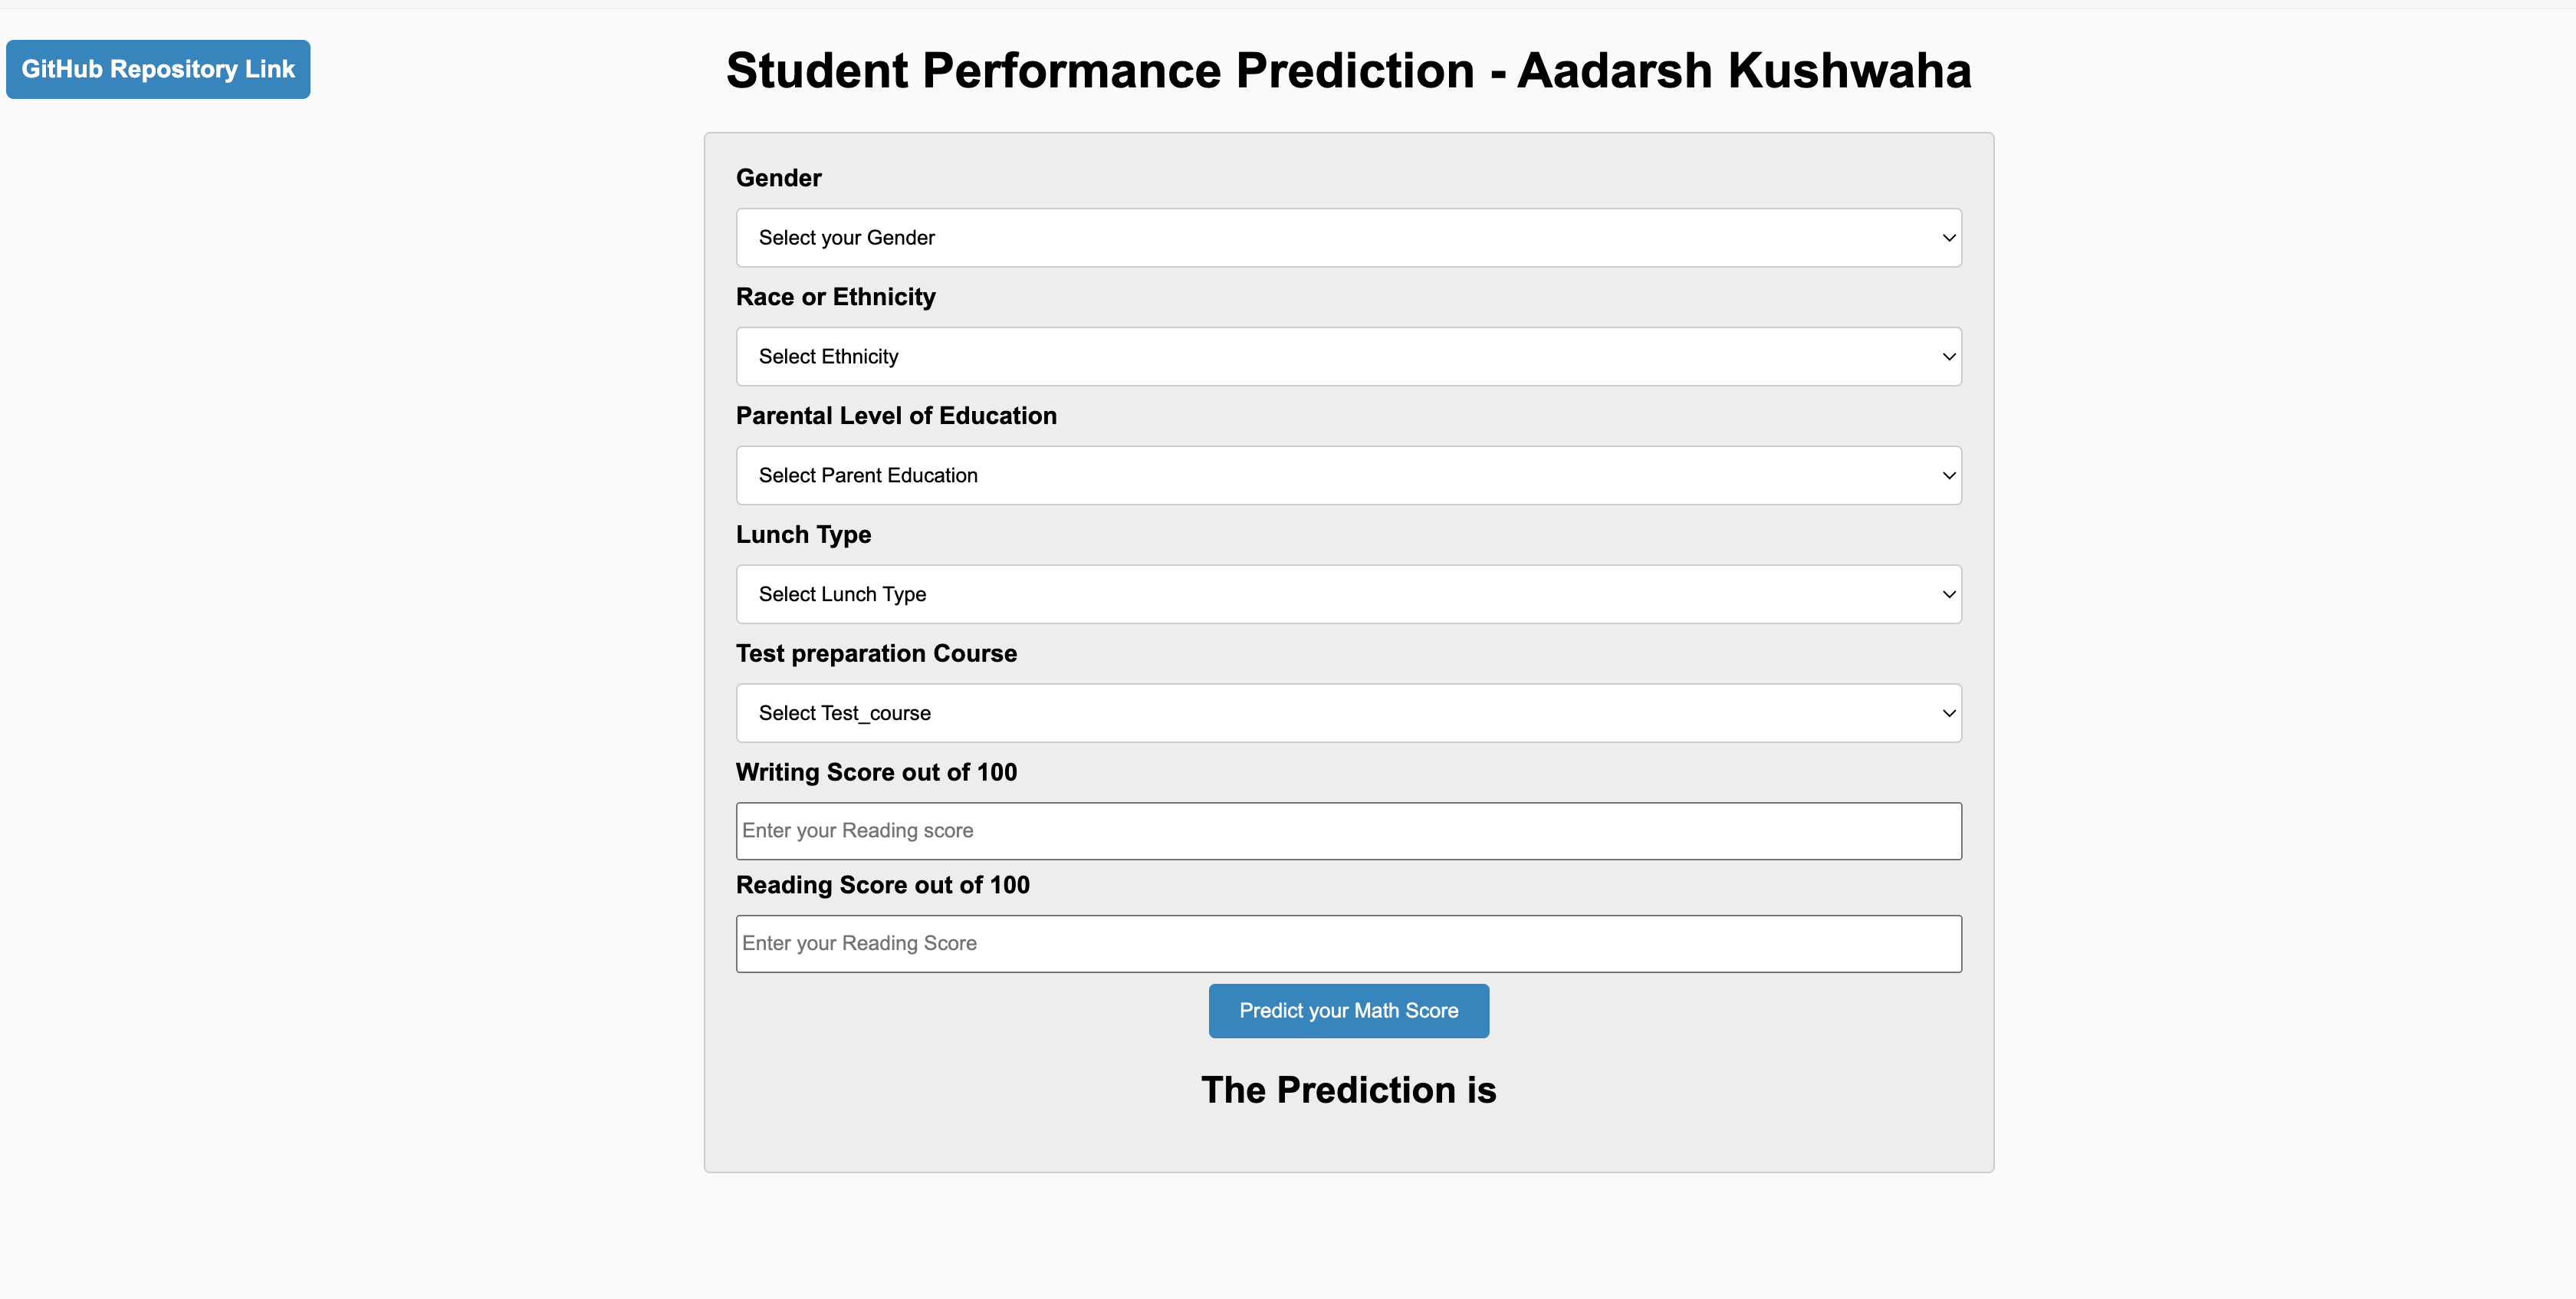 GitHub Repository Link
Student Performance Prediction - Aadarsh Kushwaha
Gender
Select your Gender
Race or Ethnicity
Select Ethnicity
Parental Level of Education
Select Parent Education
Lunch Type
Select Lunch Type
Test preparation Course
Select Test_course
Writing Score out of 100
Enter your Reading score
Reading Score out of 100
Enter your Reading Score
Predict your Math Score
The Prediction is